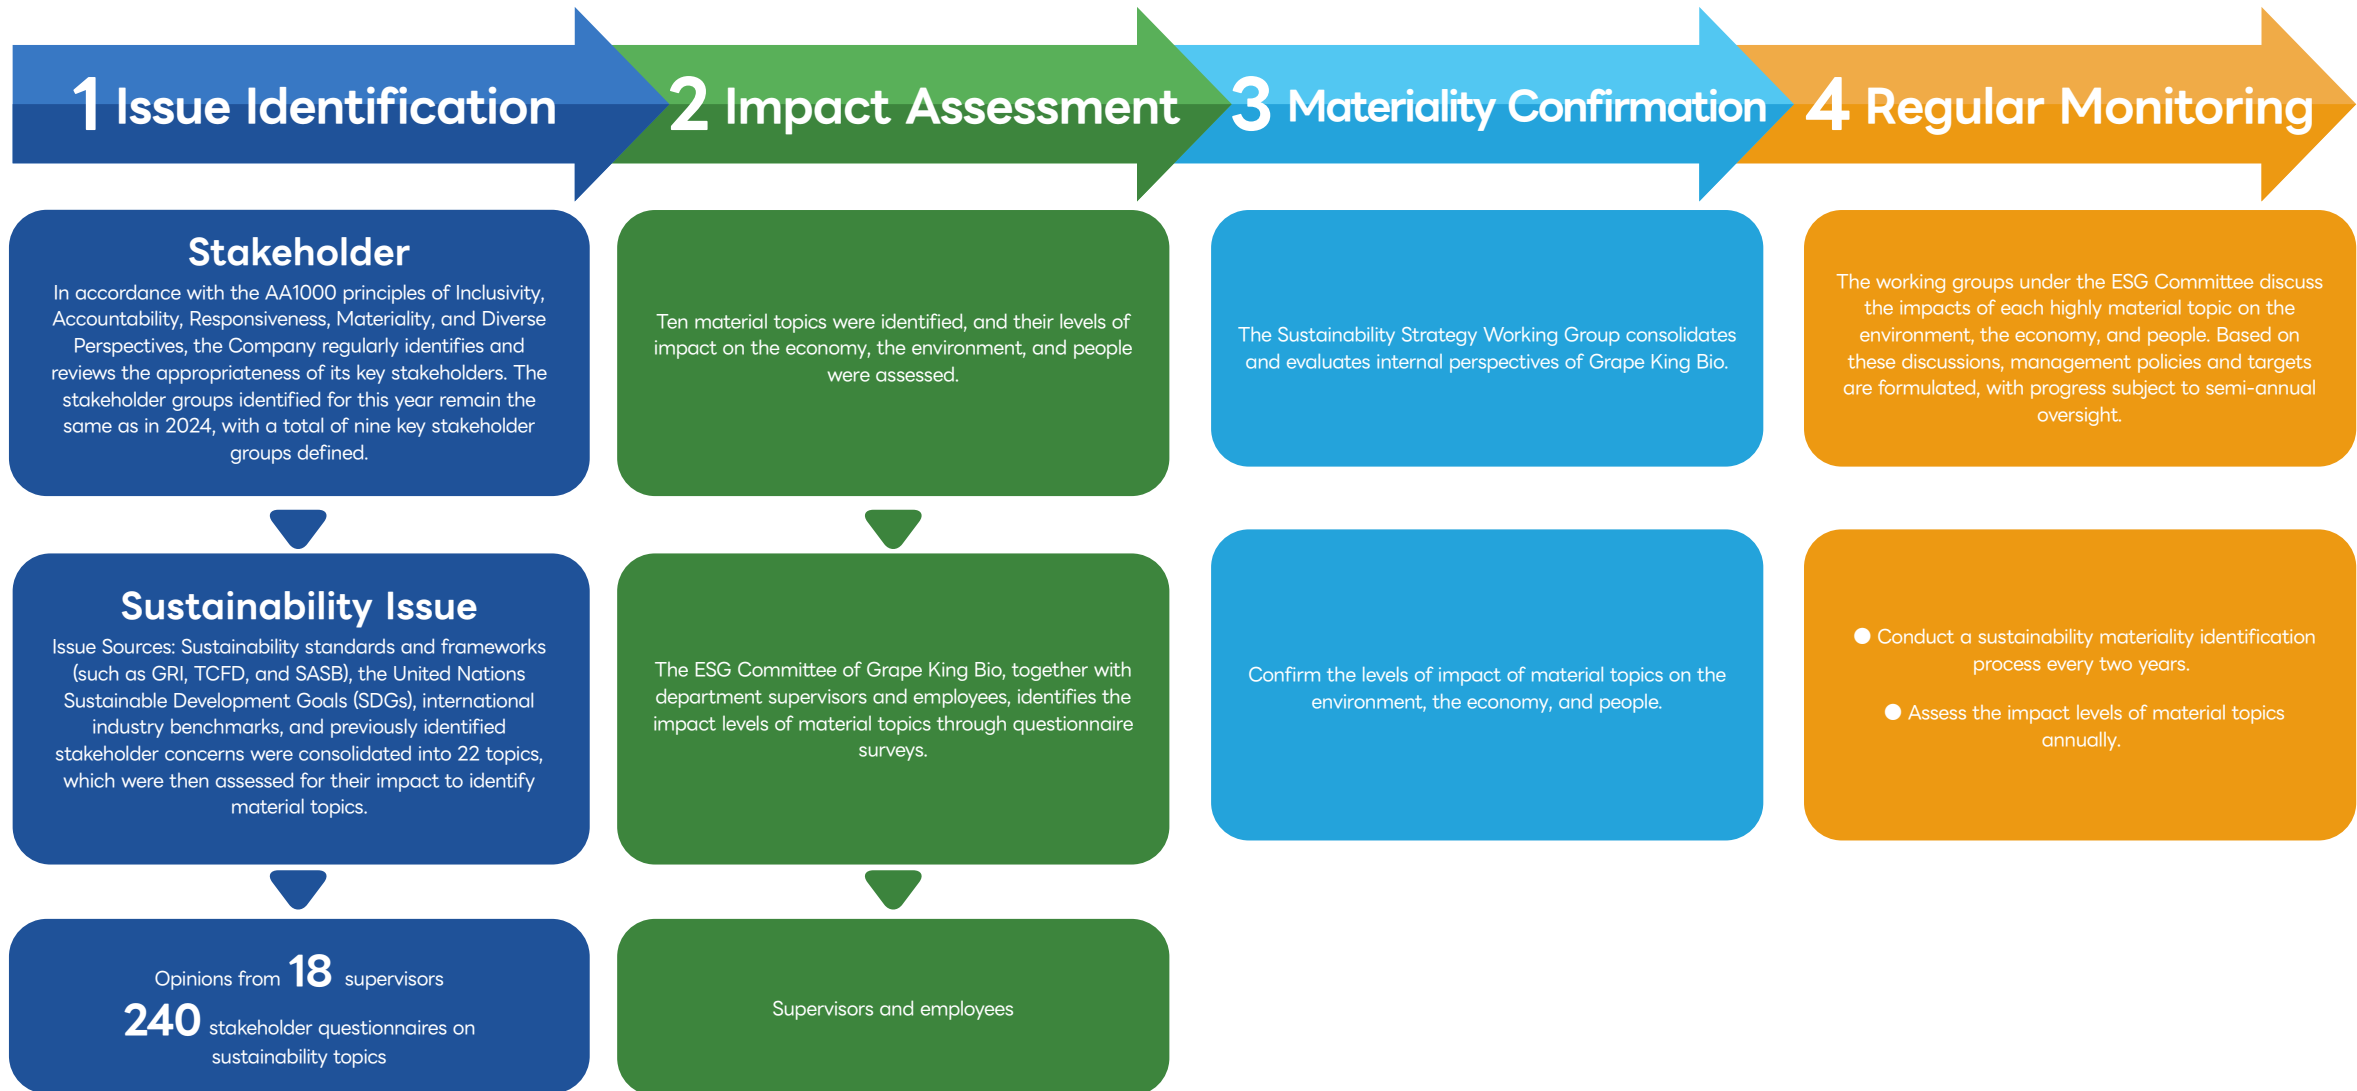 1 Issue Identification
2 Impact Assessment
3 Materiality Confirmation
4 Regular Monitoring
Stakeholder
In accordance with the AA1000 principles of Inclusivity,
Accountability, Responsiveness, Materiality, and Diverse
Perspectives, the Company regularly identifies and
reviews the appropriateness of its key stakeholders. The
stakeholder groups identified for this year remain the
same as in 2024, with a total of nine key stakeholder
groups defined.
Sustainability Issue
Issue Sources: Sustainability standards and frameworks
(such as GRI, TCFD, and SASB), the United Nations
Sustainable Development Goals (SDGs), international
industry benchmarks, and previously identified
stakeholder concerns were consolidated into 22 topics,
which were then assessed for their impact to identify
material topics.
Opinions from 18 supervisors
240 stakeholder questionnaires on
sustainability topics
Ten material topics were identified, and their levels of
impact on the economy, the environment, and people
were assessed.
The ESG Committee of Grape King Bio, together with
department supervisors and employees, identifies the
impact levels of material topics through questionnaire
surveys.
Supervisors and employees
The Sustainability Strategy Working Group consolidates
and evaluates internal perspectives of Grape King Bio.
Confirm the levels of impact of material topics on the
environment, the economy, and people.
The working groups under the ESG Committee discuss
the impacts of each highly material topic on the
environment, the economy, and people. Based on
these discussions, management policies and targets
are formulated, with progress subject to semi-annual
oversight.
● Conduct a sustainability materiality identification
process every two years.
● Assess the impact levels of material topics
annually.